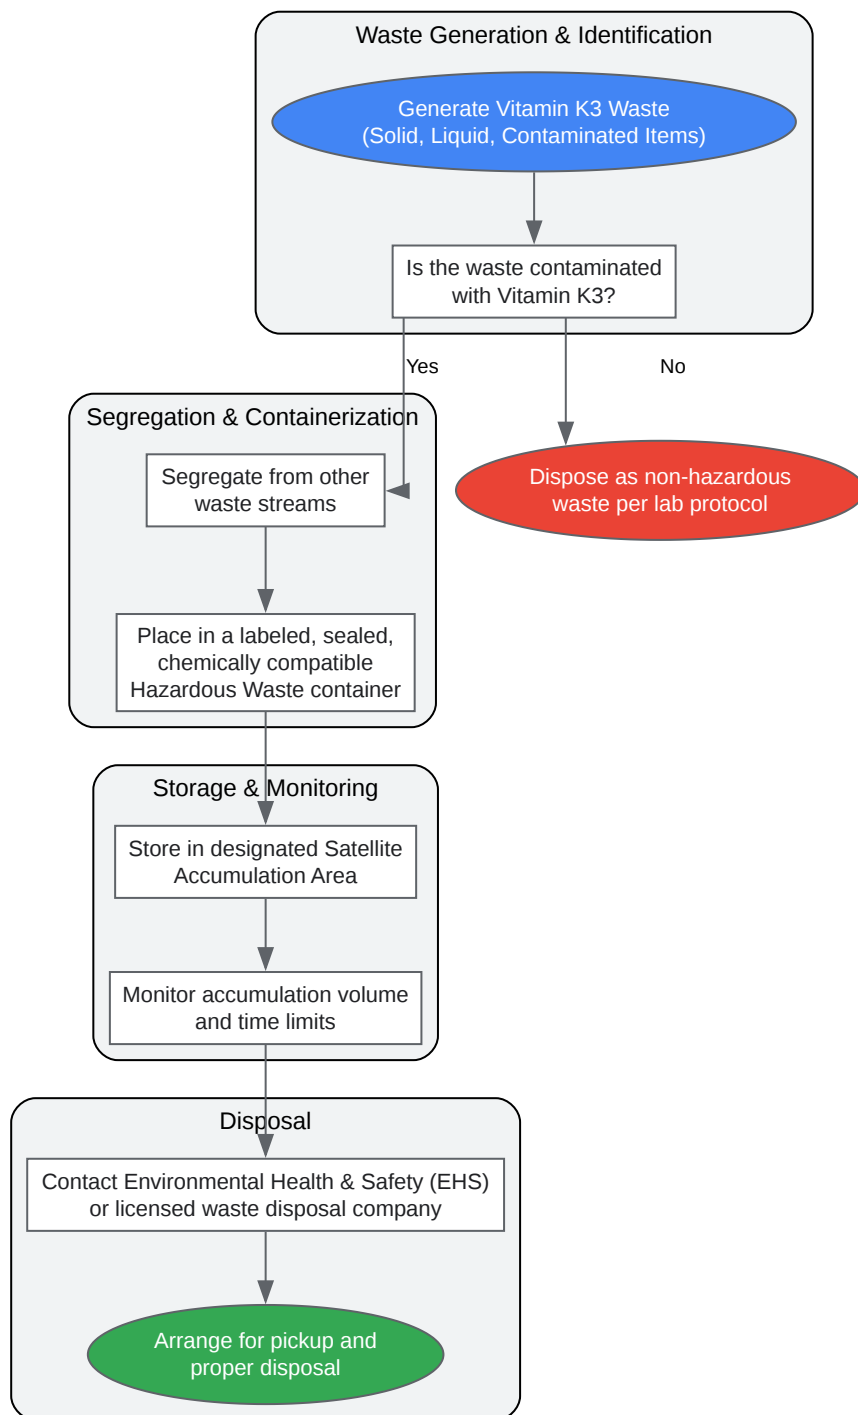 Waste Generation & Identification
Generate Vitamin K3 Waste
(Solid, Liquid, Contaminated Items)
Is the waste contaminated
with Vitamin K3?
Yes
No
Segregation & Containerization
Segregate from other
waste streams
Dispose as non-hazardous
waste per lab protocol
Place in a labeled, sealed,
chemically compatible
Hazardous Waste container
Storage & Monitoring
Store in designated Satellite
Accumulation Area
Monitor accumulation volume
and time limits
Disposal
Contact Environmental Health & Safety (EHS)
or licensed waste disposal company
Arrange for pickup and
proper disposal